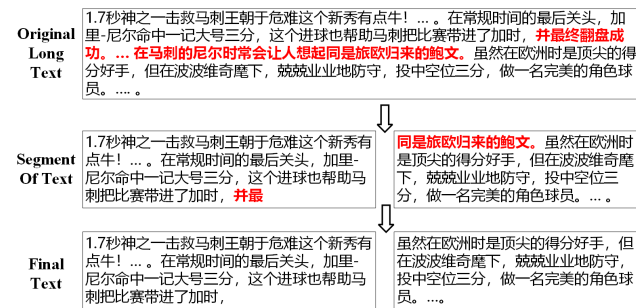 Original
Long
Text
1.7秒神之一击救马刺王朝于危难这个新秀有点牛！... 。在常规时间的最后关头，加
里-尼尔命中一记大号三分，这个进球也帮助马刺把比赛带进了加时，并最终翻盘成
功。... 在马刺的尼尔时常会让人想起同是旅欧归来的鲍文。虽然在欧洲时是顶尖的得
分好手，但在波波维奇麾下，兢兢业业地防守，投中空位三分，做一名完美的角色球
员。... 。
Segment
Of Text
1.7秒神之一击救马刺王朝于危难这个新秀有
点牛！... 。在常规时间的最后关头，加里-
尼尔命中一记大号三分，这个进球也帮助马
刺把比赛带进了加时，并最
同是旅欧归来的鲍文。虽然在欧洲时
是顶尖的得分好手，但在波波维奇麾
下，兢兢业业地防守，投中空位三
分，做一名完美的角色球员。... 。
Final
Text
1.7秒神之一击救马刺王朝于危难这个新秀有
点牛！... 。在常规时间的最后关头，加里-
尼尔命中一记大号三分，这个进球也帮助马
刺把比赛带进了加时，
虽然在欧洲时是顶尖的得分好手，但
在波波维奇麾下，兢兢业业地防守，
投中空位三分，做一名完美的角色球
员。...。